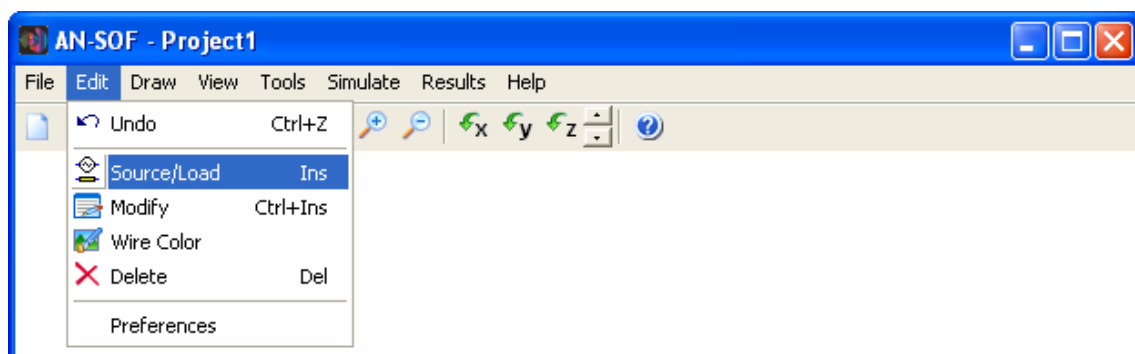 AN-SOF - Project1
File Edit Draw View Tools Simulate Results Help
x y z
Undo Ctrl+Z
Source/Load Ins
Modify Ctrl+Ins
Wire Color
Delete Del
Preferences